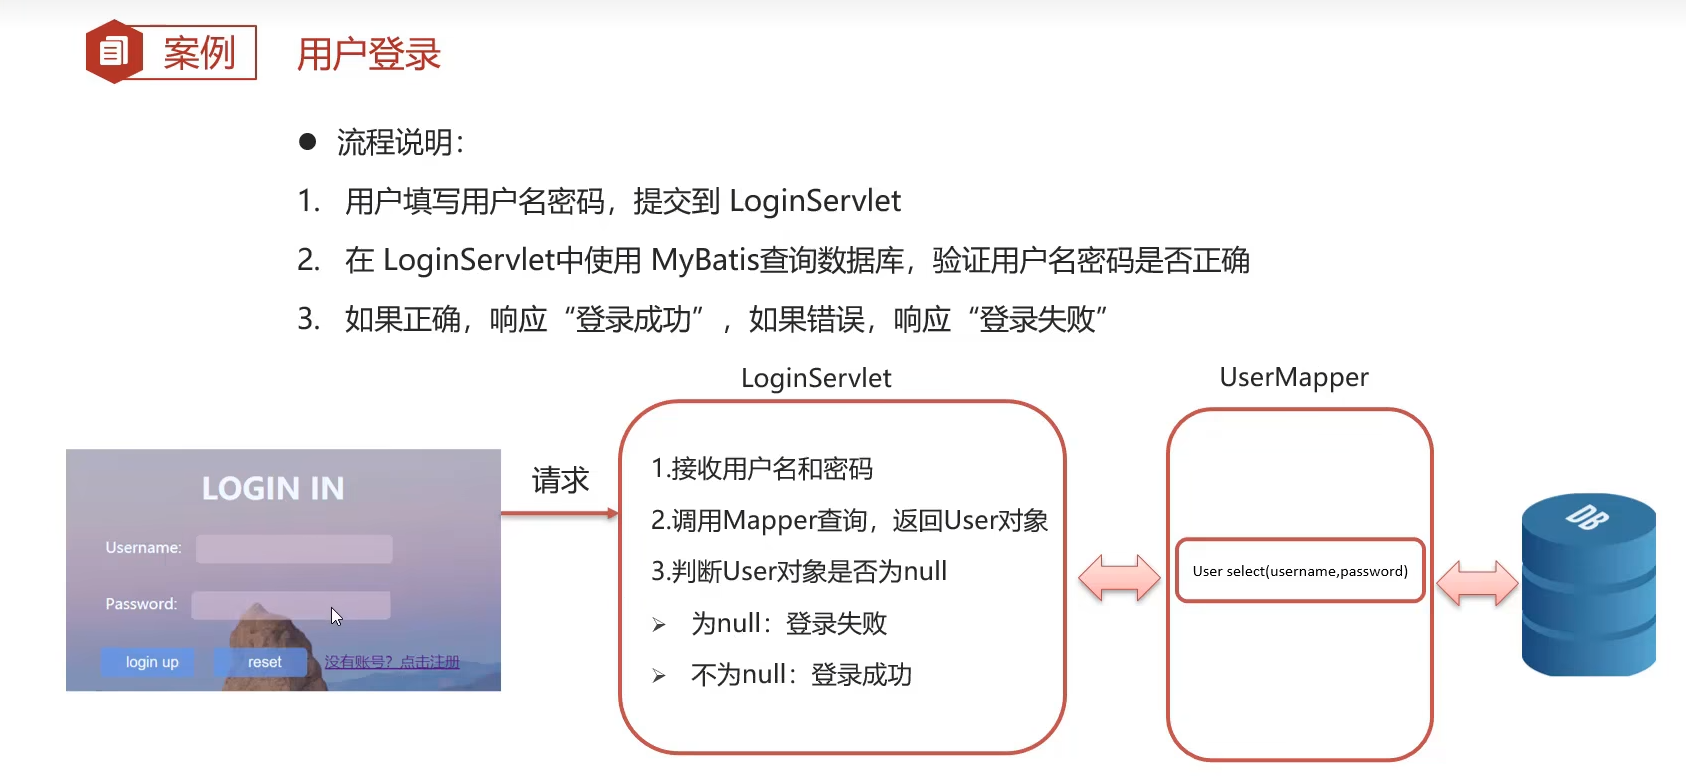 案例
用户登录
● 流程说明：
1. 用户填写用户名密码，提交到 LoginServlet
2. 在 LoginServlet中使用 MyBatis查询数据库，验证用户名密码是否正确
3. 如果正确，响应“登录成功”，如果错误，响应“登录失败”
LoginServlet
UserMapper
LOGIN IN
Username:
Password:
login up
reset
没有账号？点击注册
请求
1.接收用户名和密码
2.调用Mapper查询，返回User对象
3.判断User对象是否为null
➢ 为null：登录失败
➢ 不为null：登录成功
User select(username,password)
DB